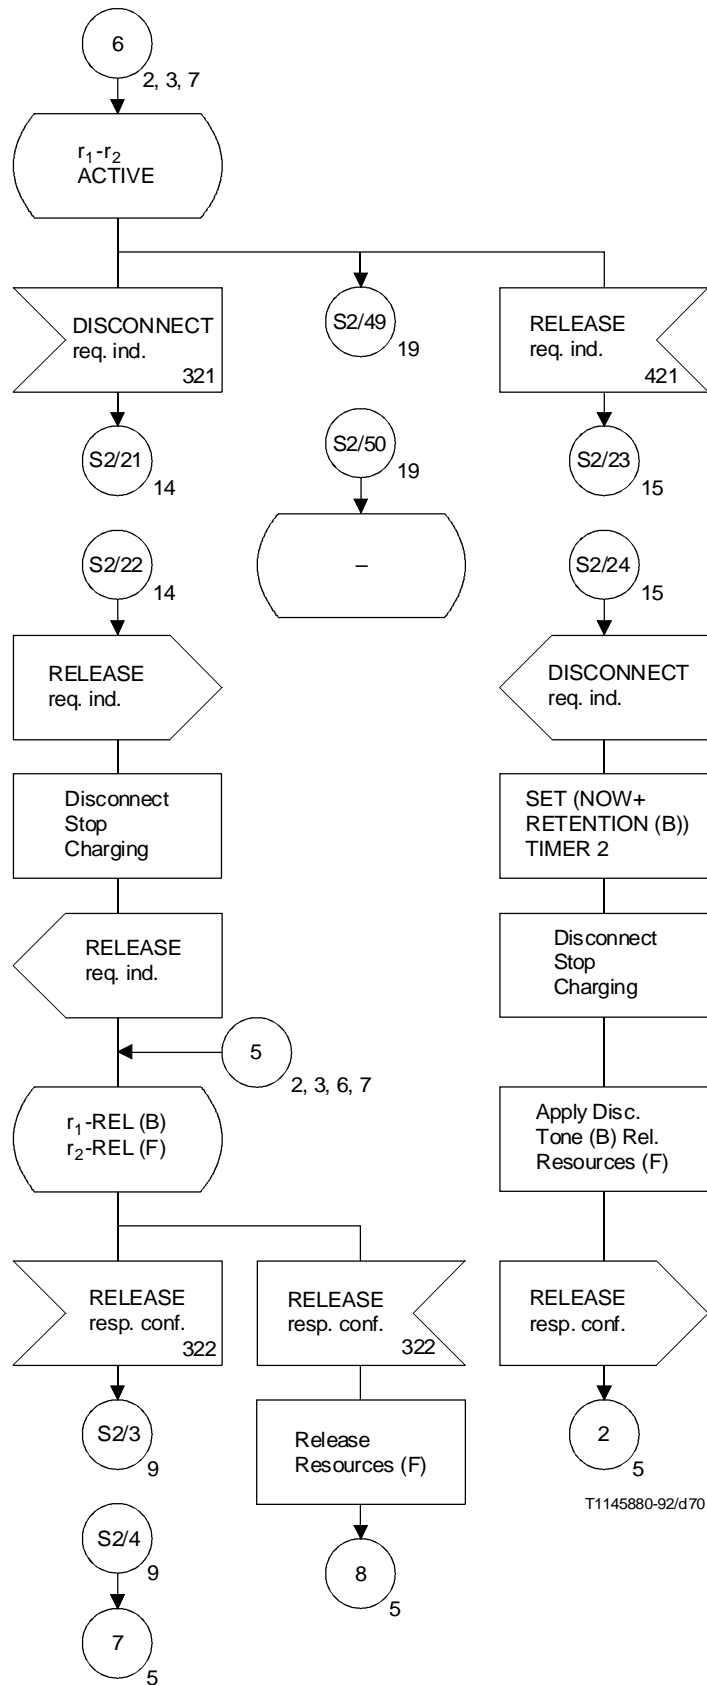 6
2, 3, 7
r1-r2
ACTIVE
DISCONNECT
req. ind.
321
S2/49
19
RELEASE
req. ind.
421
S2/21
14
S2/50
19
S2/23
15
S2/22
14
–
S2/24
15
RELEASE
req. ind.
DISCONNECT
req. ind.
Disconnect
Stop
Charging
SET (NOW+
RETENTION (B))
TIMER 2
RELEASE
req. ind.
Disconnect
Stop
Charging
5
2, 3, 6, 7
r1-REL (B)
r2-REL (F)
Apply Disc.
Tone (B) Rel.
Resources (F)
RELEASE
resp. conf.
322
RELEASE
resp. conf.
322
RELEASE
resp. conf.
S2/3
9
Release
Resources (F)
2
5
T1145880-92/d70
S2/4
9
8
5
7
5